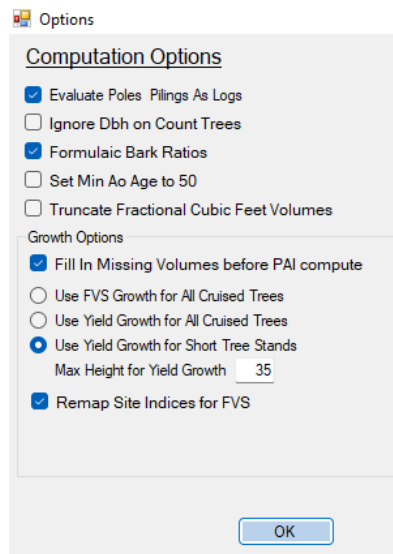 Options
Computation Options
Evaluate Poles Pilings As Logs
Ignore Dbh on Count Trees
Formulaic Bark Ratios
Set Min Ao Age to 50
Truncate Fractional Cubic Feet Volumes
Growth Options
Fill In Missing Volumes before PAI compute
Use FVS Growth for All Cruised Trees
Use Yield Growth for All Cruised Trees
Use Yield Growth for Short Tree Stands
Max Height for Yield Growth 35
Remap Site Indices for FVS
OK